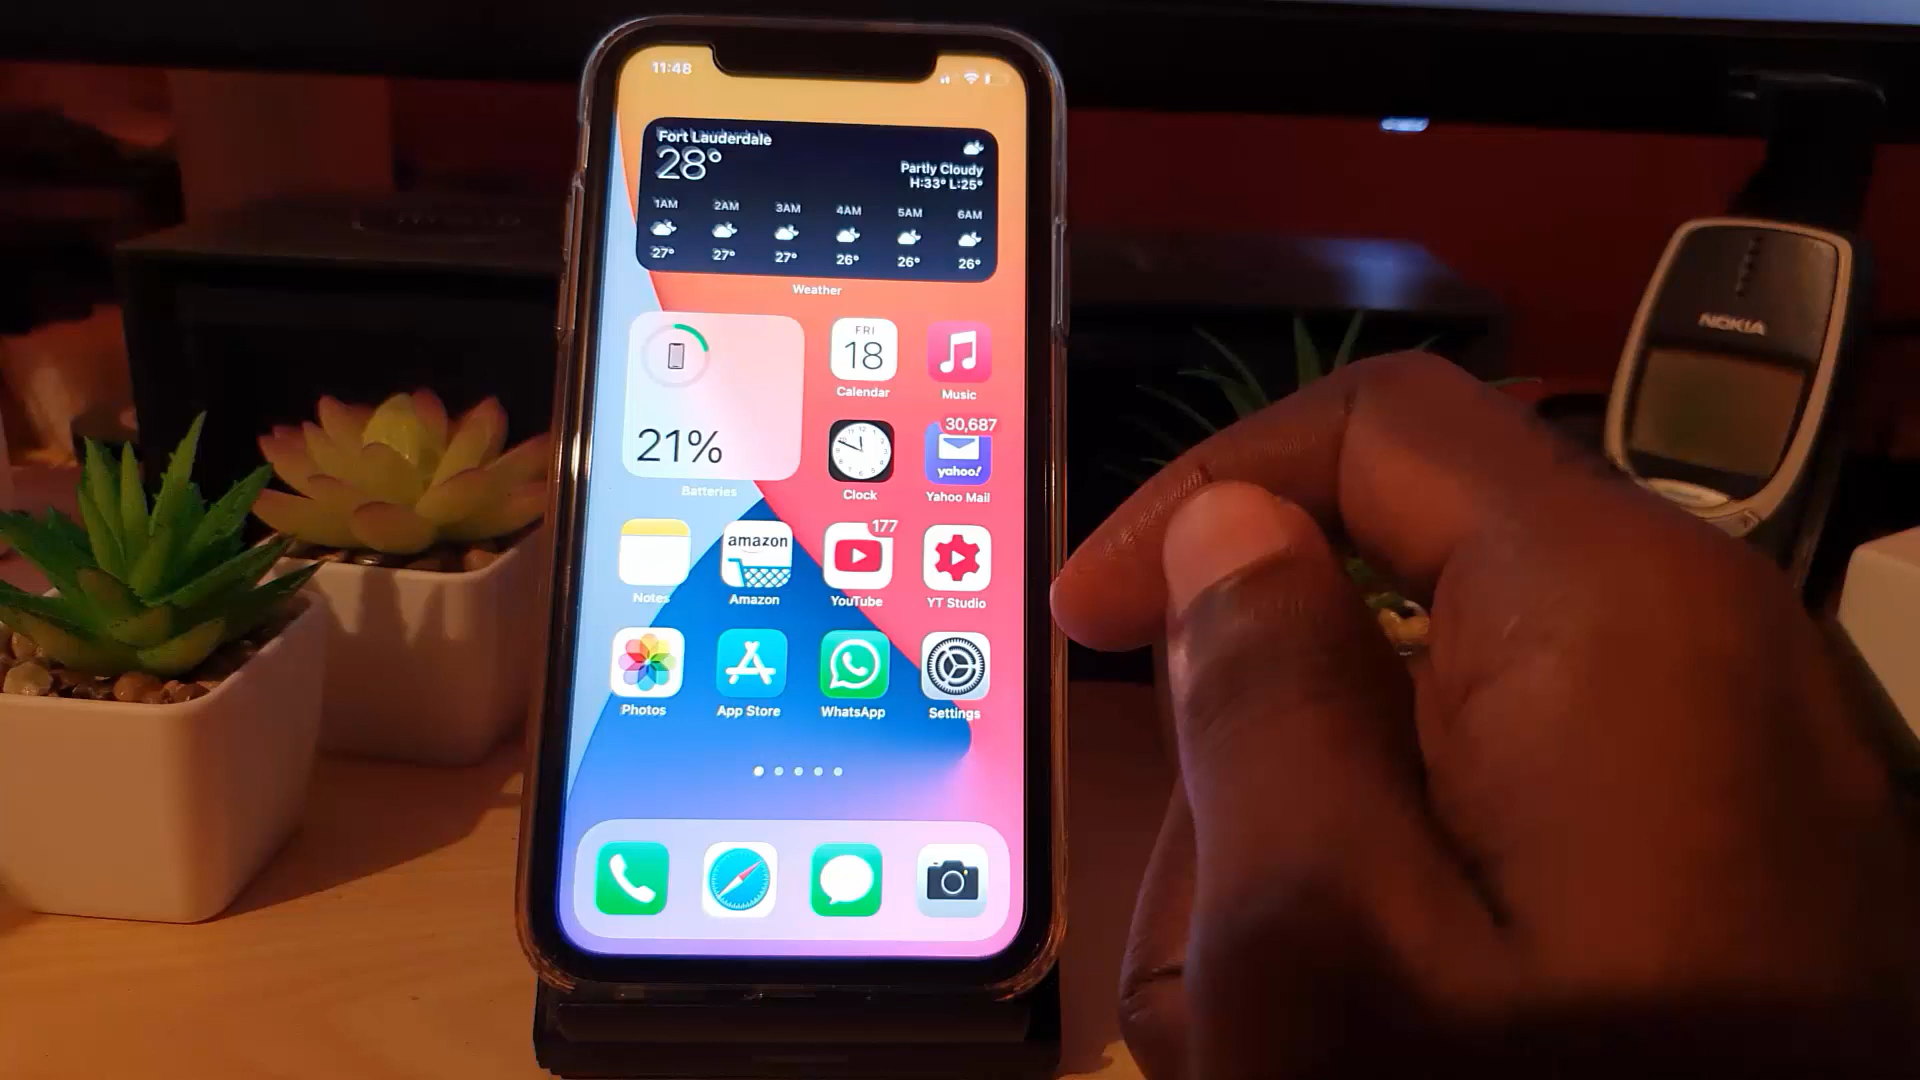 11:48
Fort Lauderdale
28°
Partly Cloudy
H:33° L:25°
1AM 2AM 3AM 4AM 5AM 6AM
27° 27° 27° 26° 26° 26°
Weather
21%
Batteries
FRI
18
Calendar
Music
Clock
30,687
yahoo!
Yahoo Mail
Notes
amazon
Amazon
177
YouTube
YT Studio
Photos
App Store
WhatsApp
Settings
NOKIA